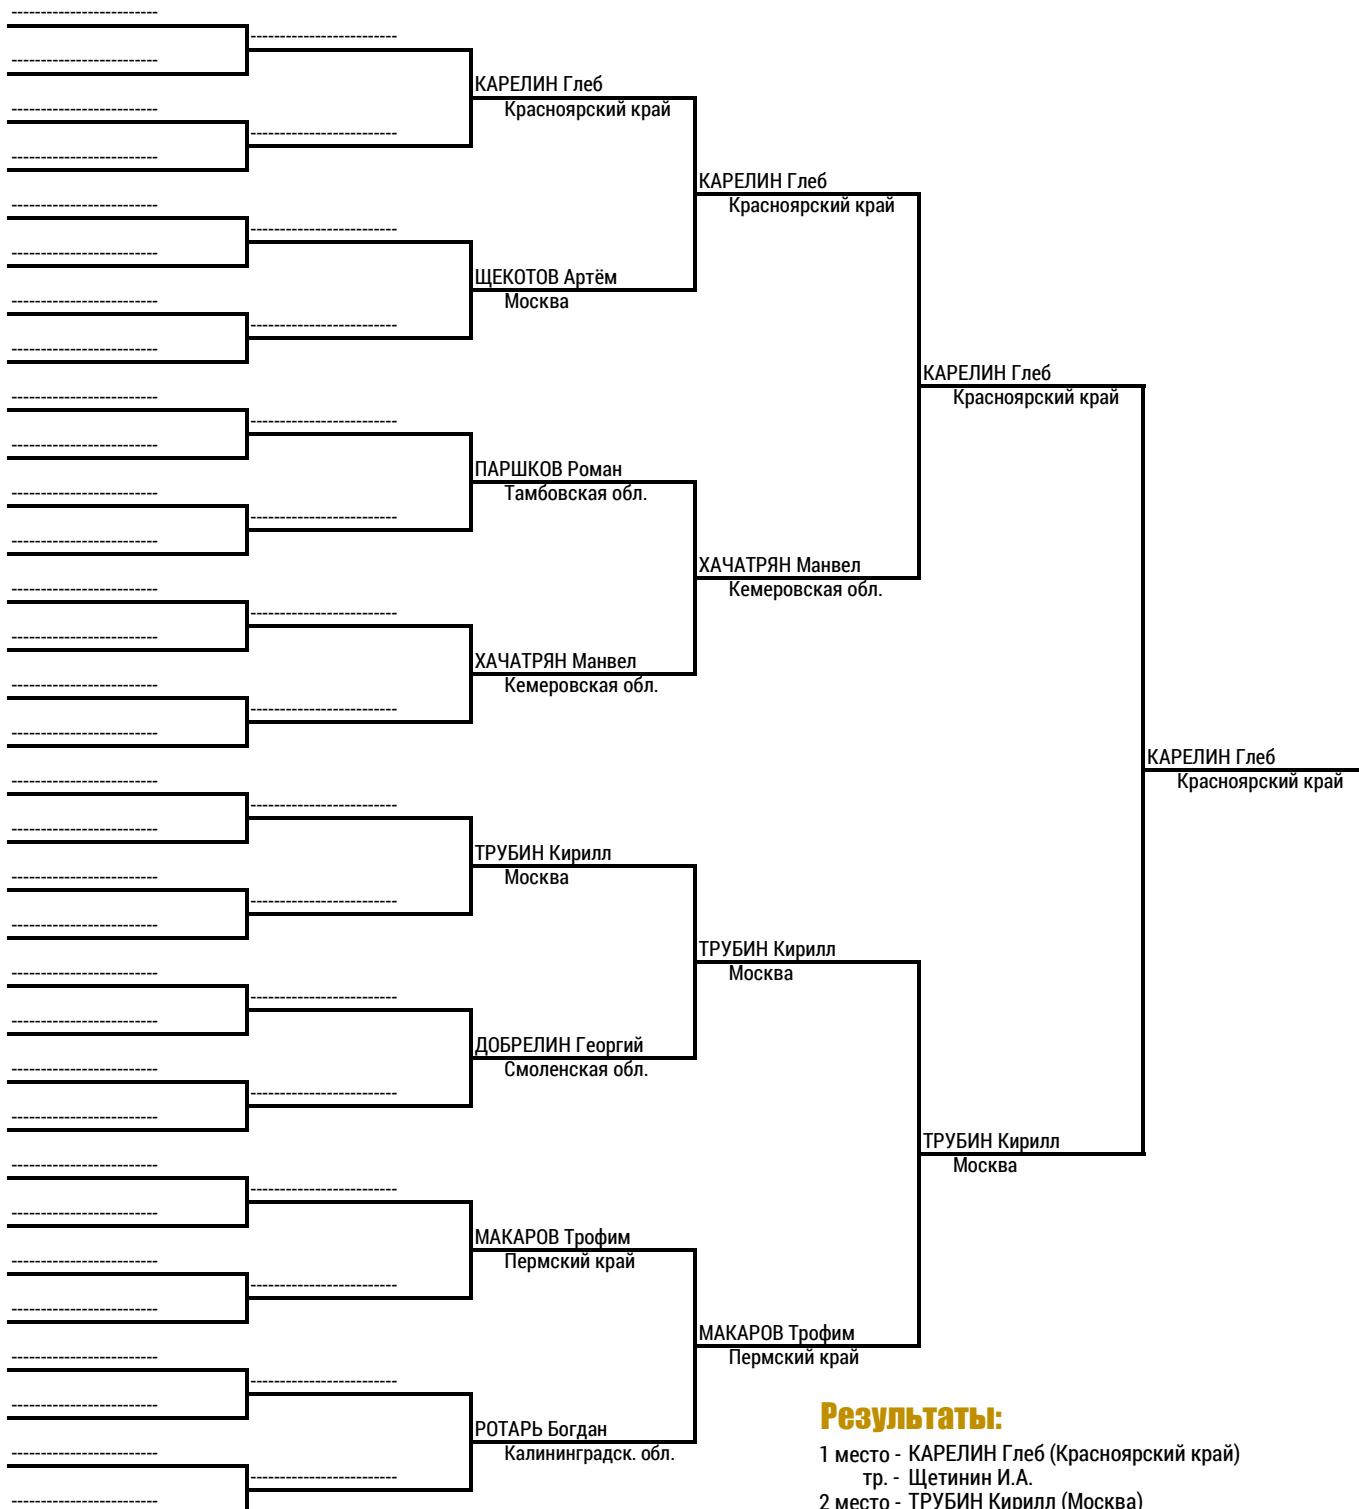 КАРЕЛИН Глеб
Красноярский край
КАРЕЛИН Глеб
Красноярский край
ЩЕКОТОВ Артём
Москва
КАРЕЛИН Глеб
Красноярский край
ПАРШКОВ Роман
Тамбовская обл.
ХАЧАТРЯН Манвел
Кемеровская обл.
ХАЧАТРЯН Манвел
Кемеровская обл.
КАРЕЛИН Глеб
Красноярский край
ТРУБИН Кирилл
Москва
ТРУБИН Кирилл
Москва
ДОБРЕЛИН Георгий
Смоленская обл.
ТРУБИН Кирилл
Москва
МАКАРОВ Трофим
Пермский край
МАКАРОВ Трофим
Пермский край
РОТАРЬ Богдан
Калининградск. обл.
Результаты:
1 место - КАРЕЛИН Глеб (Красноярский край)
тр. - Щетинин И.А.
2 место - ТРУБИН Кирилл (Москва)